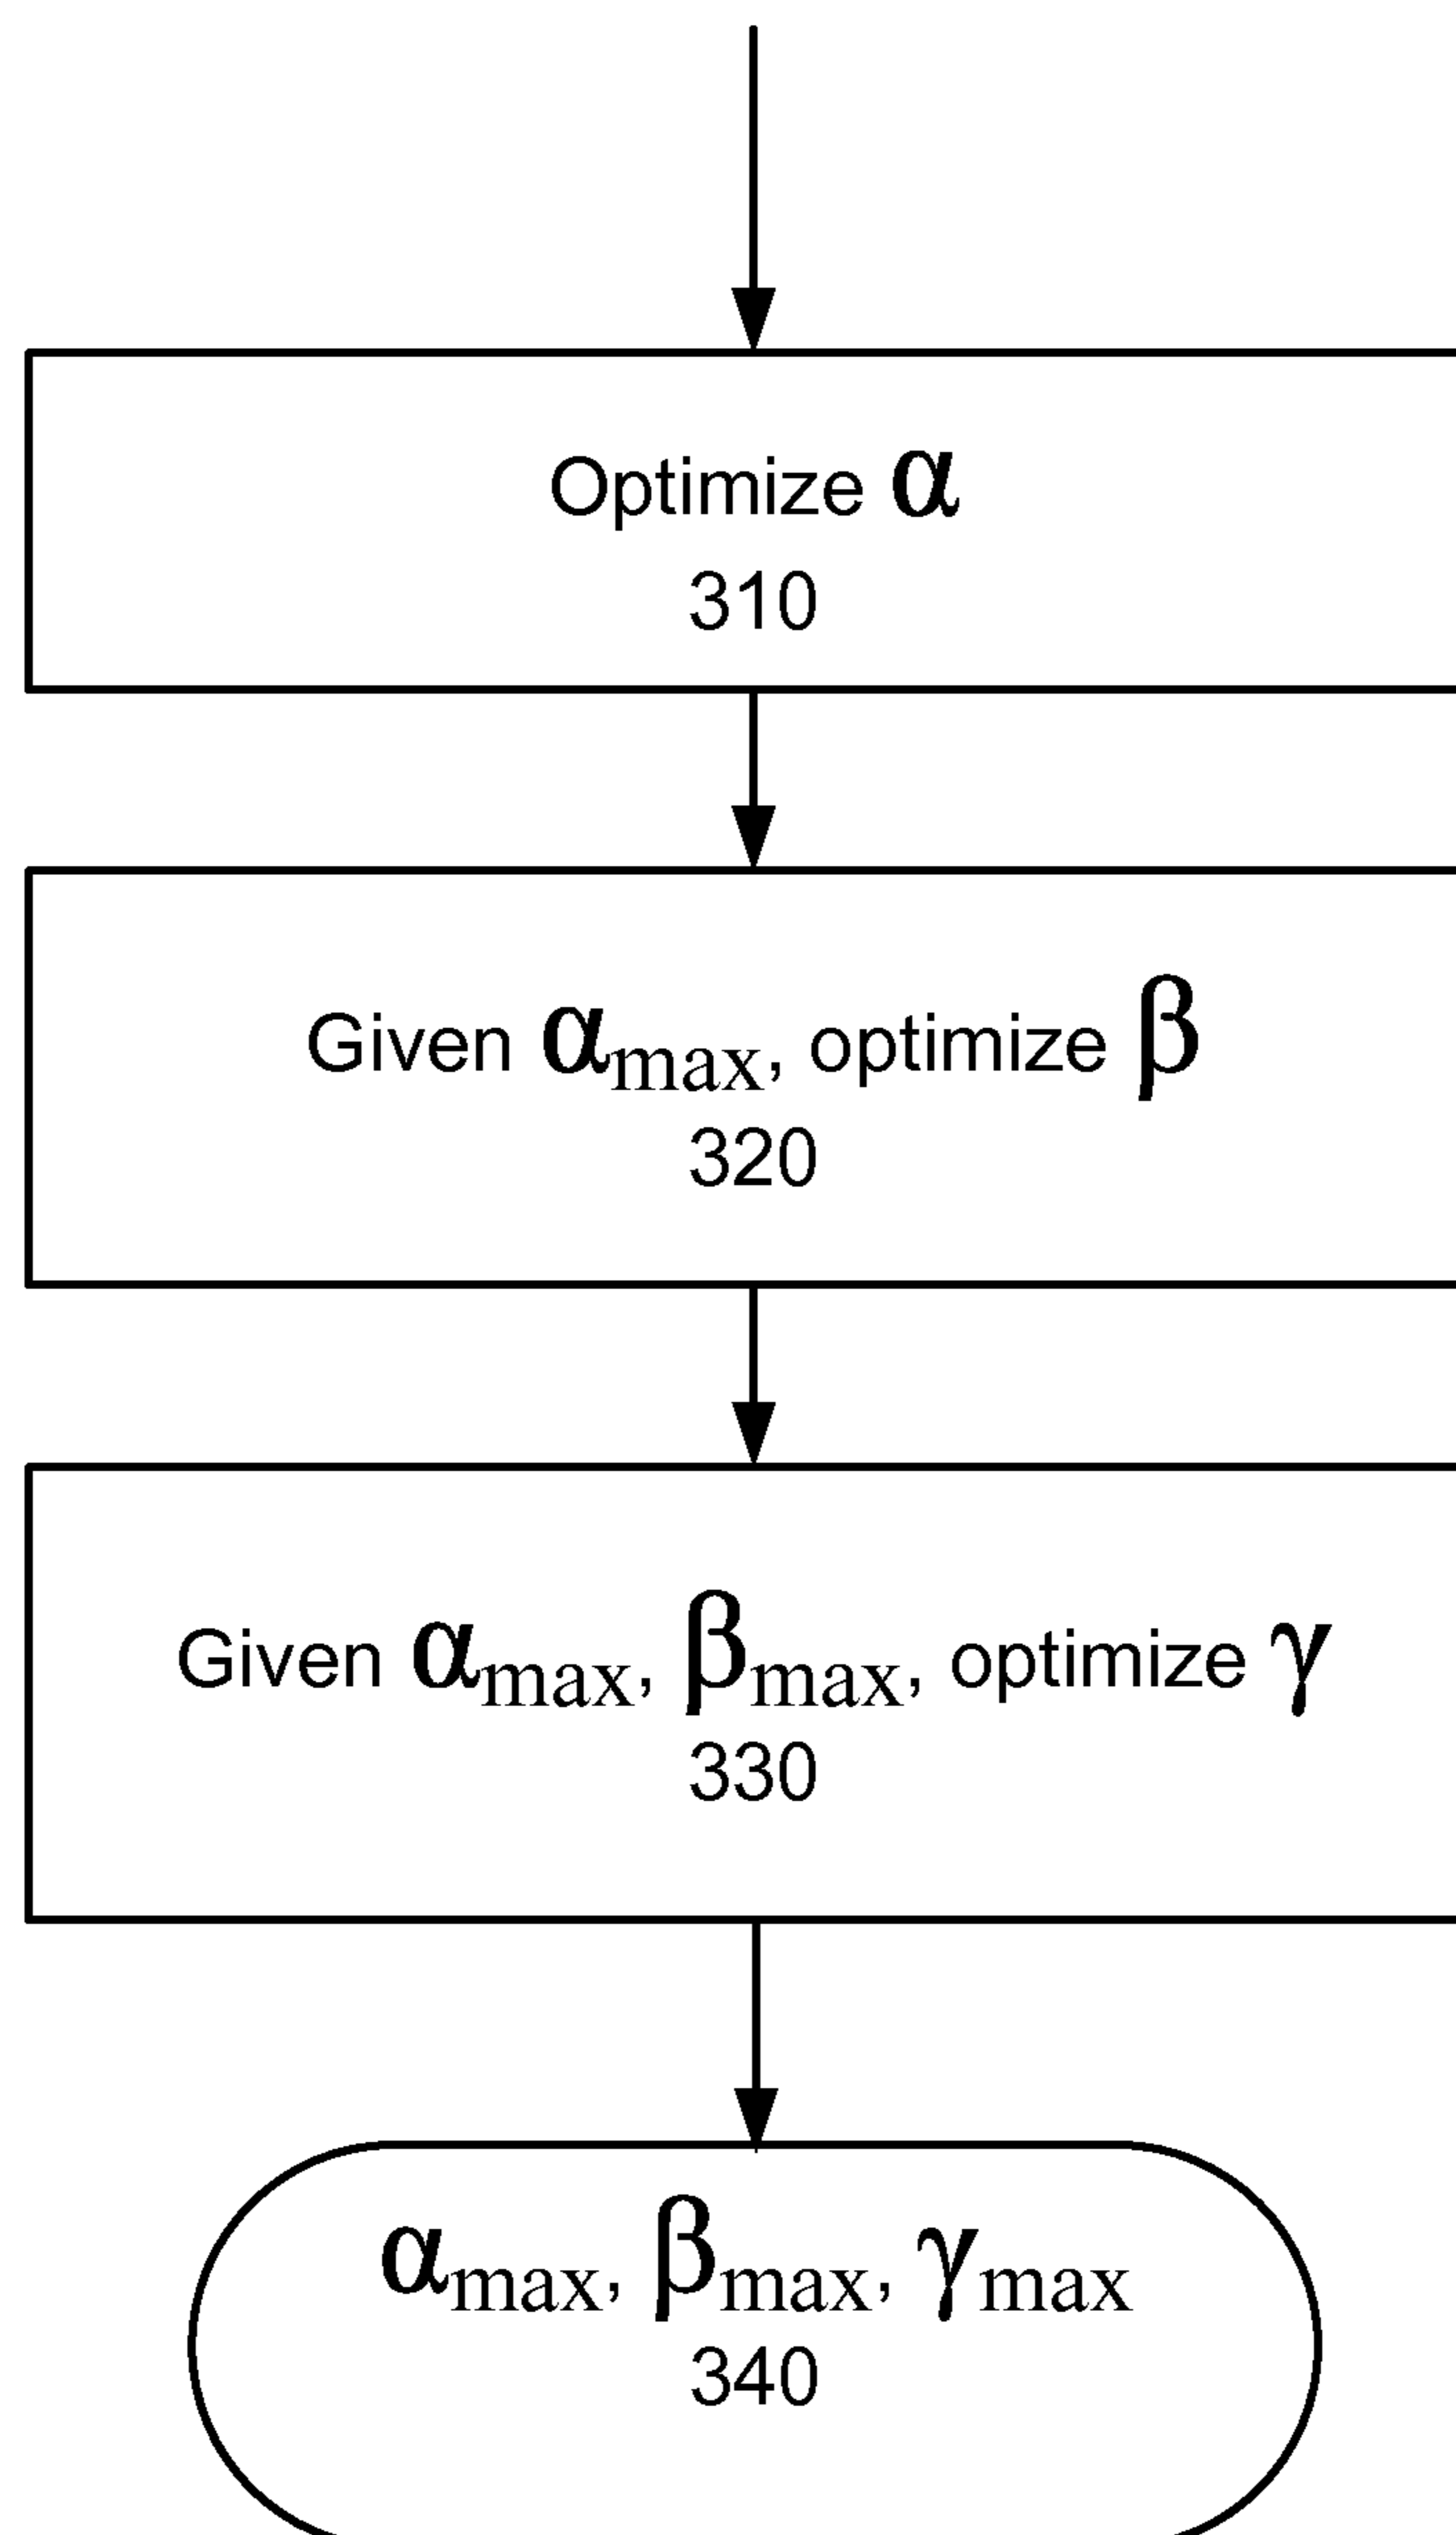 Optimize α
310
Given αmax, optimize β
320
Given αmax, βmax, optimize γ
330
αmax, βmax, γmax
340